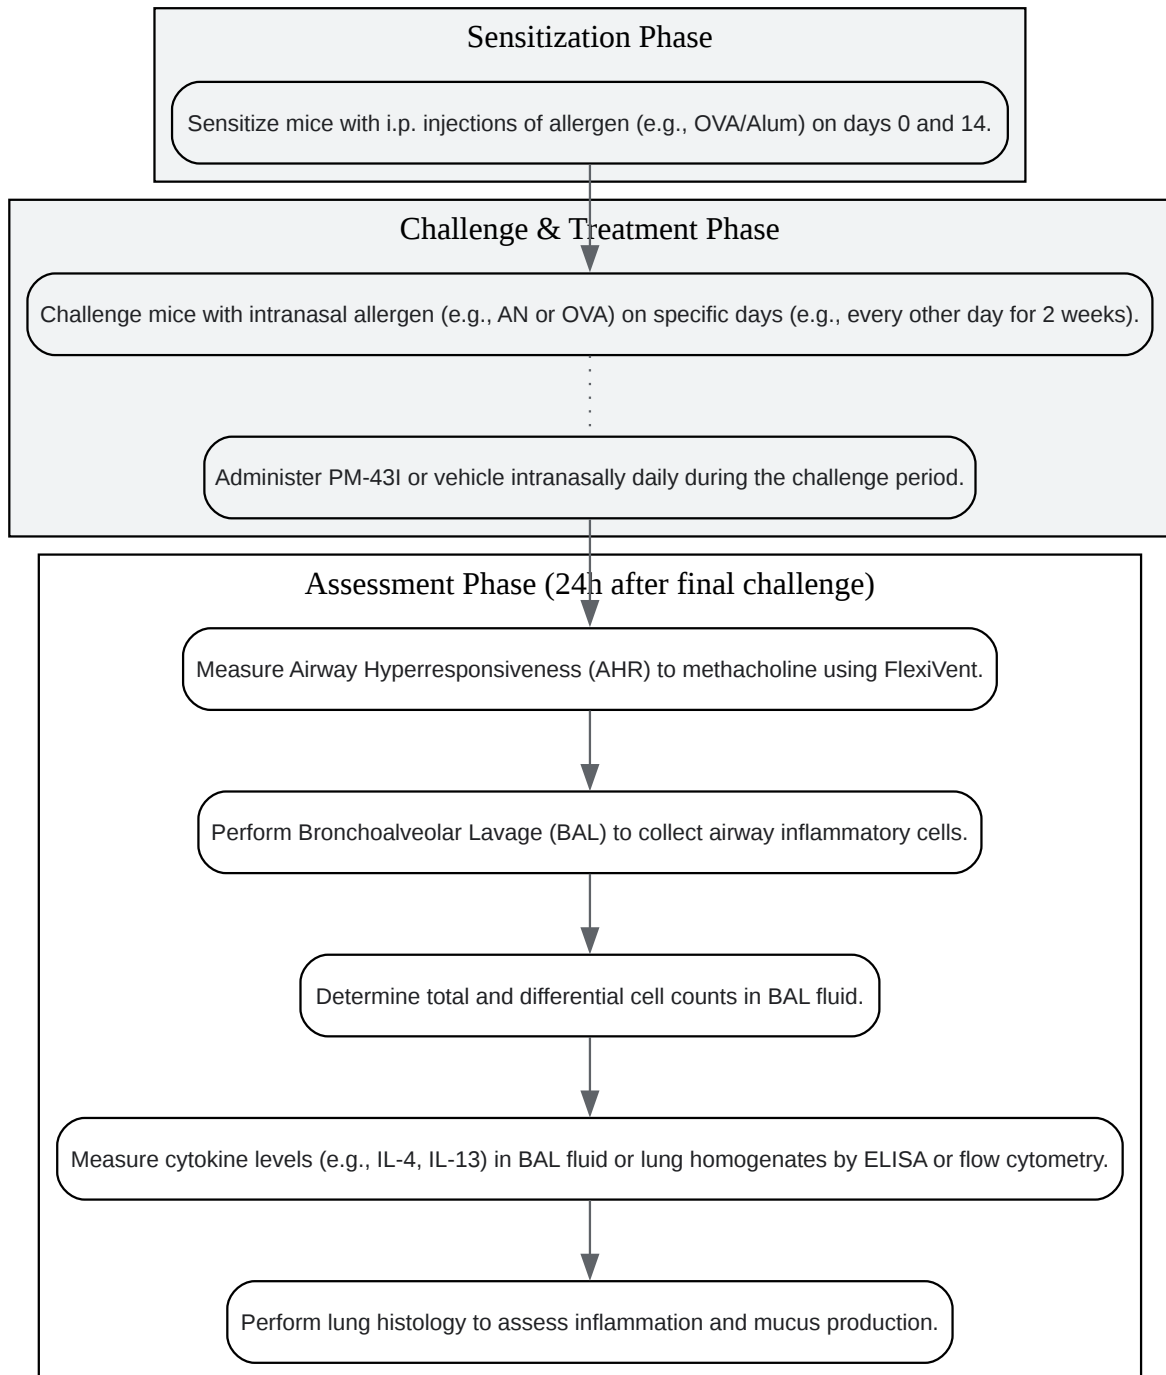 Sensitization Phase
Sensitize mice with i.p. injections of allergen (e.g., OVA/Alum) on days 0 and 14.
Challenge & Treatment Phase
Challenge mice with intranasal allergen (e.g., AN or OVA) on specific days (e.g., every other day for 2 weeks).
Administer PM-43I or vehicle intranasally daily during the challenge period.
Assessment Phase (24h after final challenge)
Measure Airway Hyperresponsiveness (AHR) to methacholine using FlexiVent.
Perform Bronchoalveolar Lavage (BAL) to collect airway inflammatory cells.
Determine total and differential cell counts in BAL fluid.
Measure cytokine levels (e.g., IL-4, IL-13) in BAL fluid or lung homogenates by ELISA or flow cytometry.
Perform lung histology to assess inflammation and mucus production.